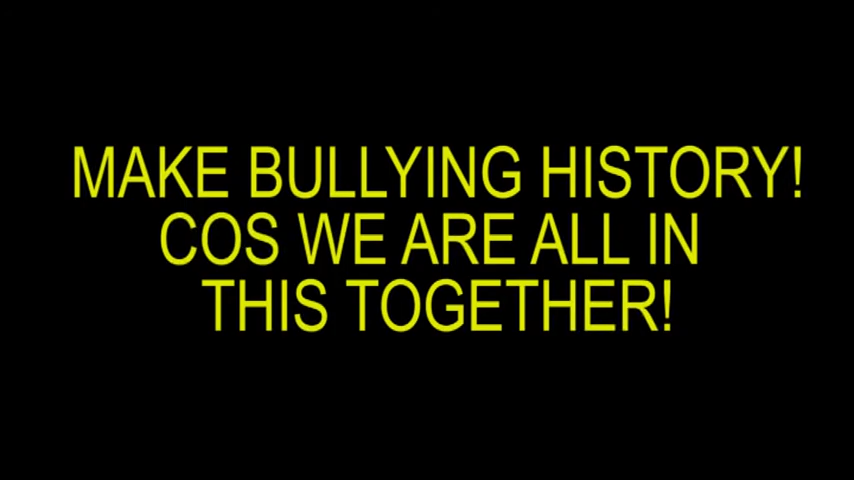 MAKE BULLYING HISTORY!
COS WE ARE ALL IN
THIS TOGETHER!